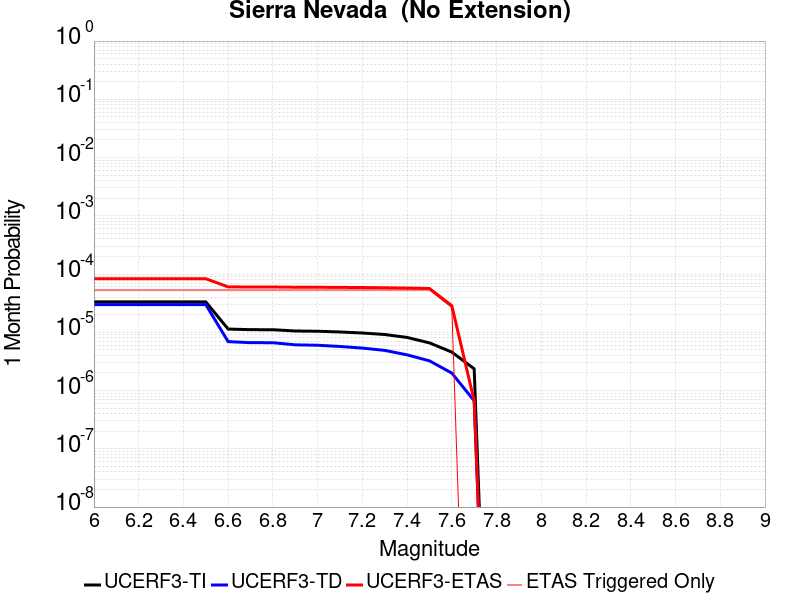 Sierra Nevada  (No Extension)
10^0
10^-1
10^-2
10^-3
10^-4
10^-5
10^-6
10^-7
10^-8
1 Month Probability
6 6.2 6.4 6.6 6.8 7 7.2 7.4 7.6 7.8 8 8.2 8.4 8.6 8.8 9
Magnitude
UCERF3-TI UCERF3-TD UCERF3-ETAS ETAS Triggered Only